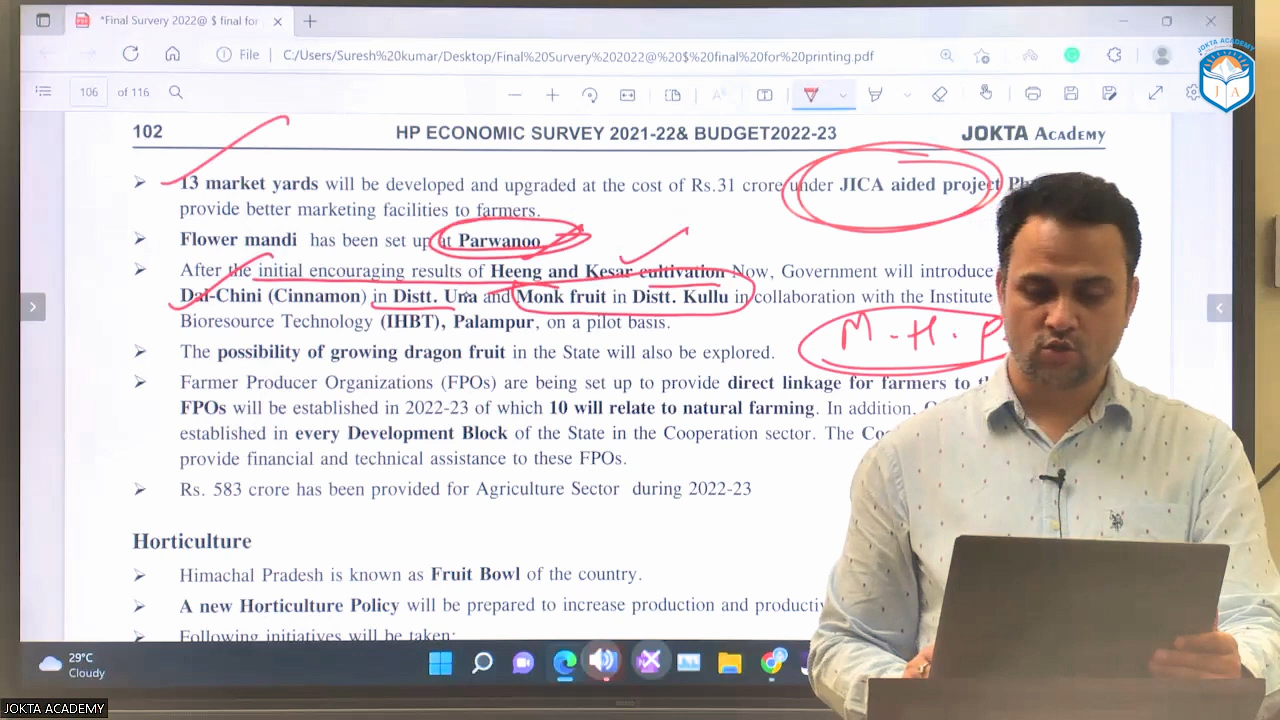 *Final Survery 2022@ $ final for
File
C:/Users/Suresh%20kumar/Desktop/Final%20Survery%202022@%20$%20final%20for%20printing.pdf
JOKTA ACADEMY
J A
106 of 116
102 HP ECONOMIC SURVEY 2021-22& BUDGET2022-23 JOKTA ACADEMY
➢ 13 market yards will be developed and upgraded at the cost of Rs.31 crore under JICA aided project
provide better marketing facilities to farmers.
➢ Flower mandi has been set up at Parwanoo
➢ After the initial encouraging results of Heeng and Kesar cultivation Now, Government will introduce
Dal-Chini (Cinnamon) in Distt. Una and Monk fruit in Distt. Kullu in collaboration with the Institute
Bioresource Technology (IHBT), Palampur, on a pilot basis.
M-H.P
➢ The possibility of growing dragon fruit in the State will also be explored.
➢ Farmer Producer Organizations (FPOs) are being set up to provide direct linkage for farmers to
FPOs will be established in 2022-23 of which 10 will relate to natural farming. In addition,
established in every Development Block of the State in the Cooperation sector. The
provide financial and technical assistance to these FPOs.
➢ Rs. 583 crore has been provided for Agriculture Sector during 2022-23
Horticulture
➢ Himachal Pradesh is known as Fruit Bowl of the country.
➢ A new Horticulture Policy will be prepared to increase production and
➢ Following initiatives will be taken:
29°C
Cloudy
JOKTA ACADEMY